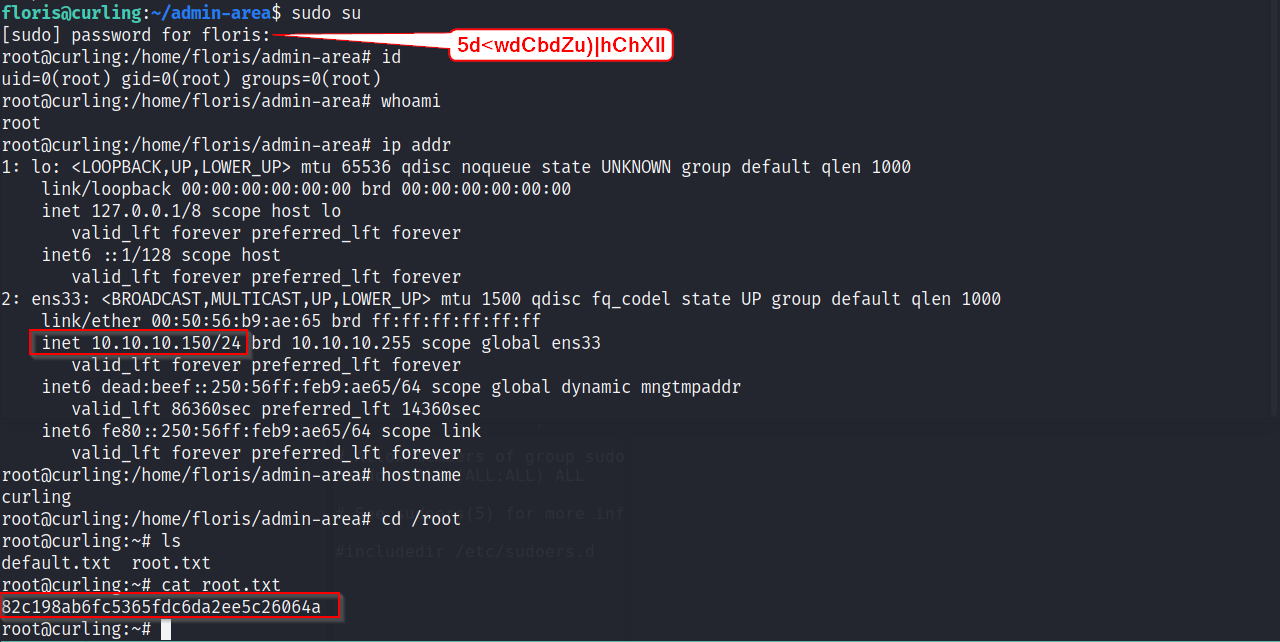 floris@curling:~/admin-area$ sudo su
[sudo] password for floris:
5d<wdCbdZu)|hChXll
root@curling:/home/floris/admin-area# id
uid=0(root) gid=0(root) groups=0(root)
root@curling:/home/floris/admin-area# whoami
root
root@curling:/home/floris/admin-area# ip addr
1: lo: <LOOPBACK,UP,LOWER_UP> mtu 65536 qdisc noqueue state UNKNOWN group default qlen 1000
    link/loopback 00:00:00:00:00:00 brd 00:00:00:00:00:00
    inet 127.0.0.1/8 scope host lo
       valid_lft forever preferred_lft forever
    inet6 ::1/128 scope host
       valid_lft forever preferred_lft forever
2: ens33: <BROADCAST,MULTICAST,UP,LOWER_UP> mtu 1500 qdisc fq_codel state UP group default qlen 1000
    link/ether 00:50:56:b9:ae:65 brd ff:ff:ff:ff:ff:ff
    inet 10.10.10.150/24 brd 10.10.10.255 scope global ens33
       valid_lft forever preferred_lft forever
    inet6 dead:beef::250:56ff:feb9:ae65/64 scope global dynamic mngtmpaddr
       valid_lft 86360sec preferred_lft 14360sec
    inet6 fe80::250:56ff:feb9:ae65/64 scope link
       valid_lft forever preferred_lft forever
of group sudo
root@curling:/home/floris/admin-area# hostname
ALL:ALL) ALL
curling
(5) for more inf
root@curling:/home/floris/admin-area# cd /root
root@curling:~# ls
#includedir /etc/sudoers.d
default.txt  root.txt
root@curling:~# cat root.txt
82c198ab6fc5365fdc6da2ee5c26064a
root@curling:~#